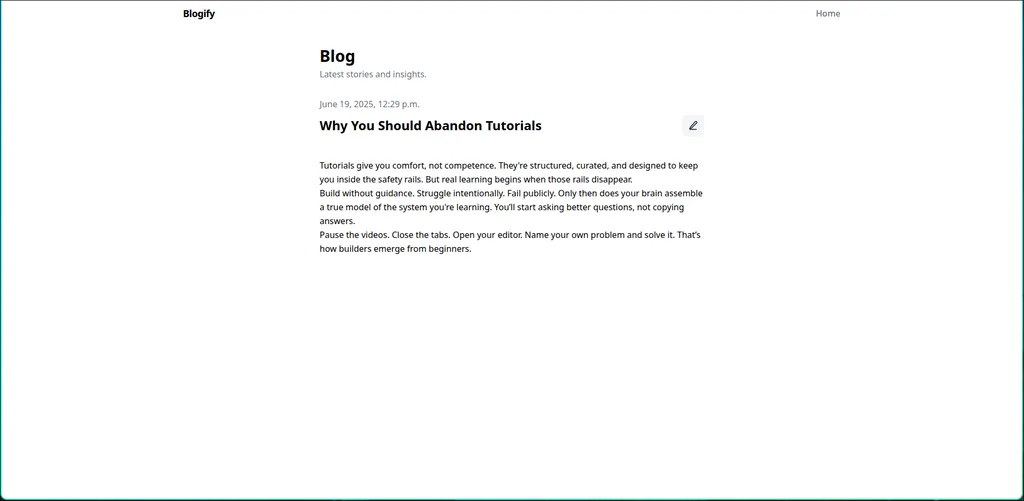 Blogify
Home
Blog
Latest stories and insights.
June 19, 2025, 12:29 p.m.
Why You Should Abandon Tutorials
Tutorials give you comfort, not competence. They're structured, curated, and designed to keep
you inside the safety rails. But real learning begins when those rails disappear.
Build without guidance. Struggle intentionally. Fail publicly. Only then does your brain assemble
a true model of the system you're learning. You'll start asking better questions, not copying
answers.
Pause the videos. Close the tabs. Open your editor. Name your own problem and solve it. That's
how builders emerge from beginners.